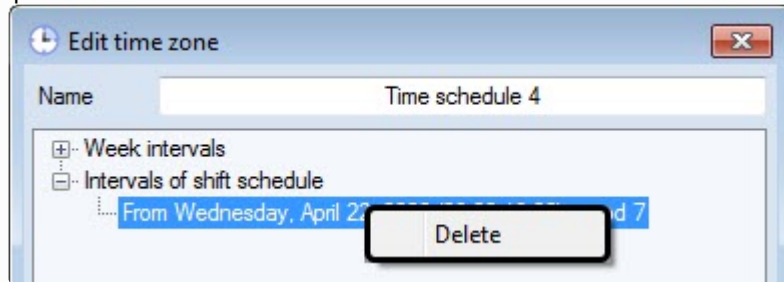 Edit time zone
Name
Time schedule 4
Week intervals
Intervals of shift schedule
From Wednesday, April 22 d 7
Delete